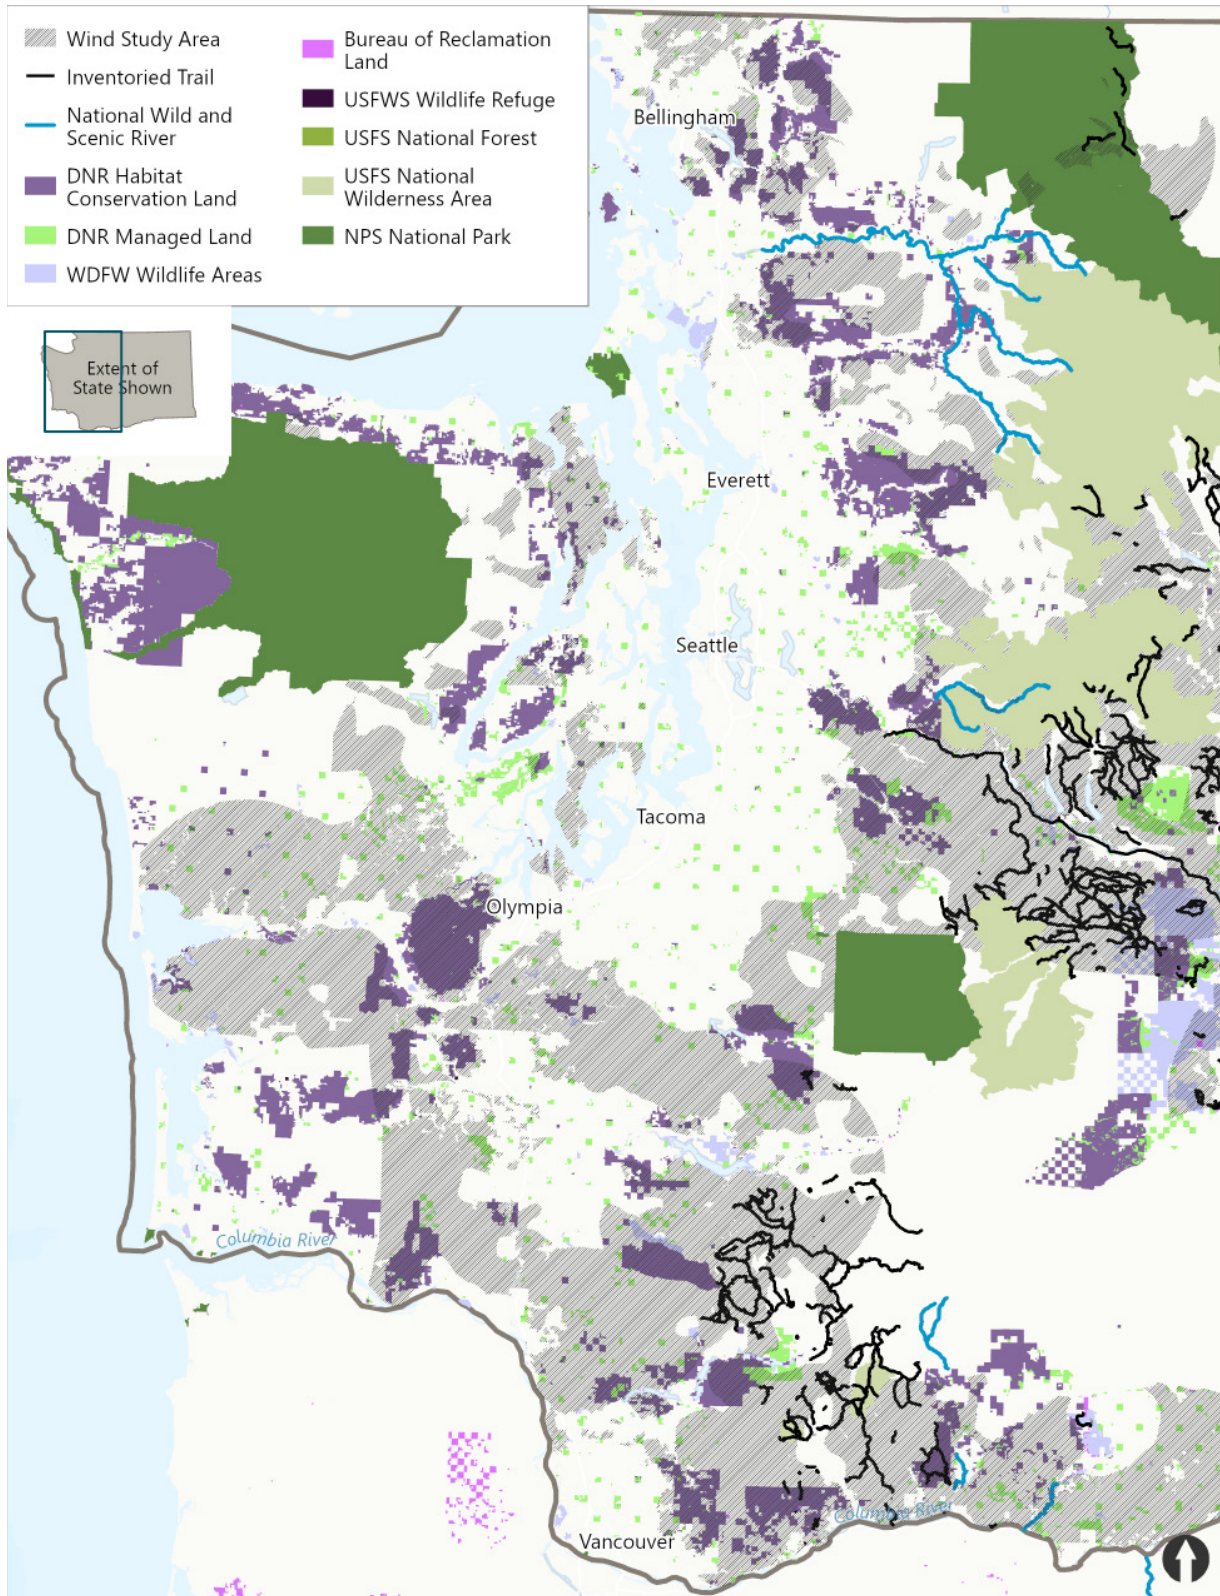 Wind Study Area
Inventoried Trail
National Wild and
Scenic River
DNR Habitat
Conservation Land
DNR Managed Land
WDFW Wildlife Areas
Bureau of Reclamation
Land
USFWS Wildlife Refuge
USFS National Forest
USFS National
Wilderness Area
NPS National Park
Extent of
State Shown
Bellingham
Everett
Seattle
Tacoma
Olympia
Columbia River
Columbia River
Vancouver